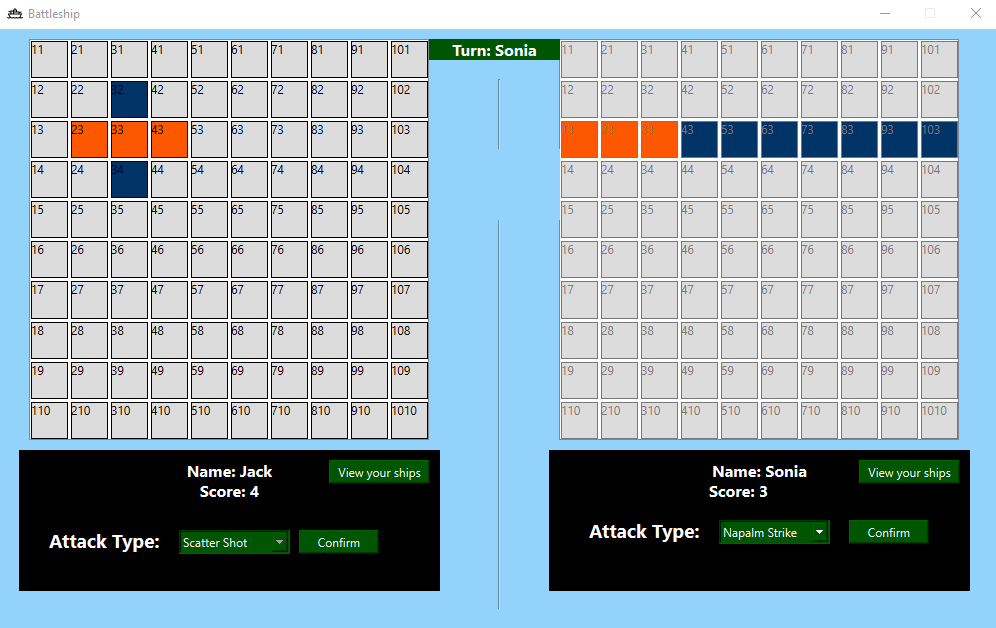 Battleship
11 21 31 41 51 61 71 81 91 101
Turn: Sonia
11 21 31 41 51 61 71 81 91 101
12 22 32 42 52 62 72 82 92 102
12 22 32 42 52 62 72 82 92 102
13 23 33 43 53 63 73 83 93 103
13 23 33 43 53 63 73 83 93 103
14 24 34 44 54 64 74 84 94 104
14 24 34 44 54 64 74 84 94 104
15 25 35 45 55 65 75 85 95 105
15 25 35 45 55 65 75 85 95 105
16 26 36 46 56 66 76 86 96 106
16 26 36 46 56 66 76 86 96 106
17 27 37 47 57 67 77 87 97 107
17 27 37 47 57 67 77 87 97 107
18 28 38 48 58 68 78 88 98 108
18 28 38 48 58 68 78 88 98 108
19 29 39 49 59 69 79 89 99 109
19 29 39 49 59 69 79 89 99 109
110 210 310 410 510 610 710 810 910 1010
110 210 310 410 510 610 710 810 910 1010
Name: Jack
View your ships
Score: 4
Attack Type:
Scatter Shot
Confirm
Name: Sonia
View your ships
Score: 3
Attack Type:
Napalm Strike
Confirm